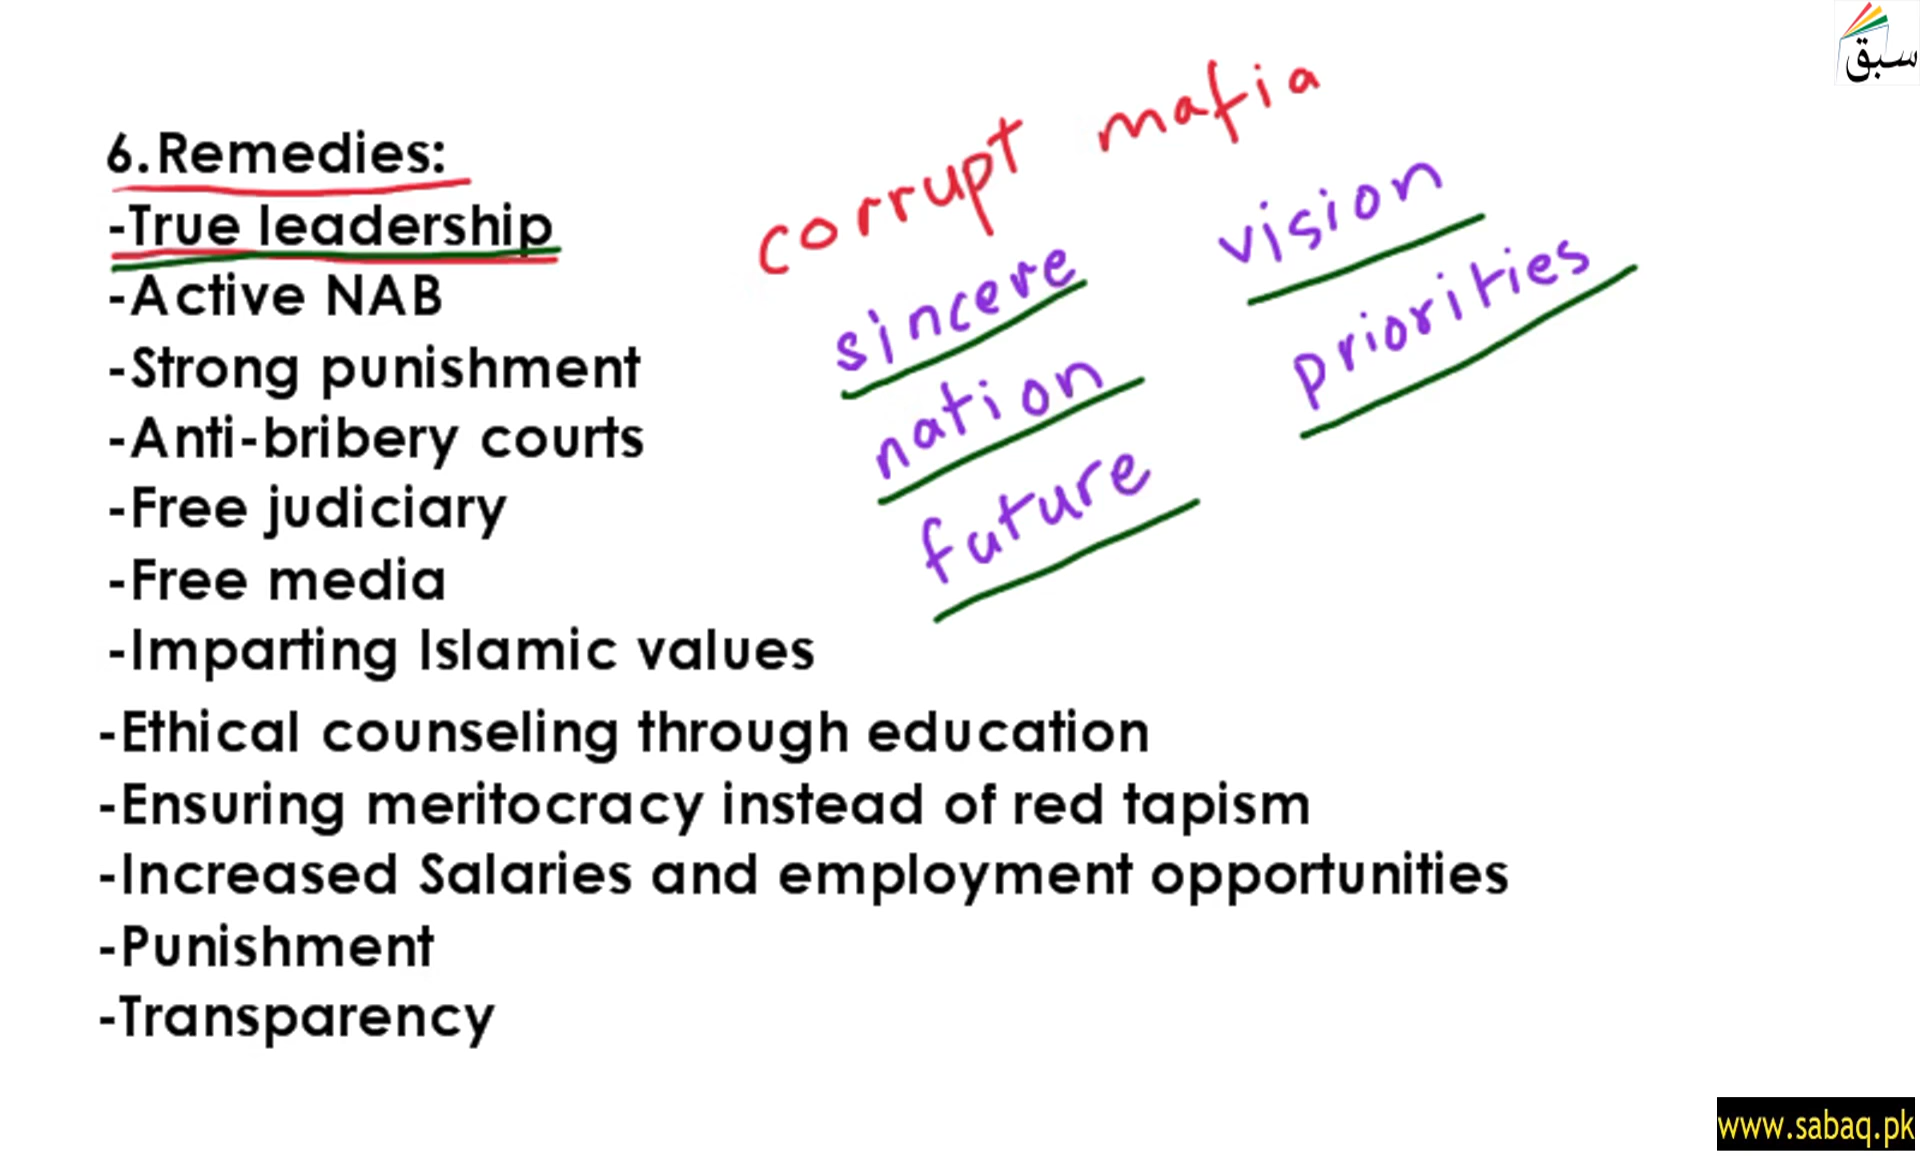 سبق
6.Remedies:
-True leadership
-Active NAB
-Strong punishment
-Anti-bribery courts
-Free judiciary
-Free media
-Imparting Islamic values
-Ethical counseling through education
-Ensuring meritocracy instead of red tapism
-Increased Salaries and employment opportunities
-Punishment
-Transparency
corrupt mafia
sincere
nation
future
vision
priorities
www.sabaq.pk